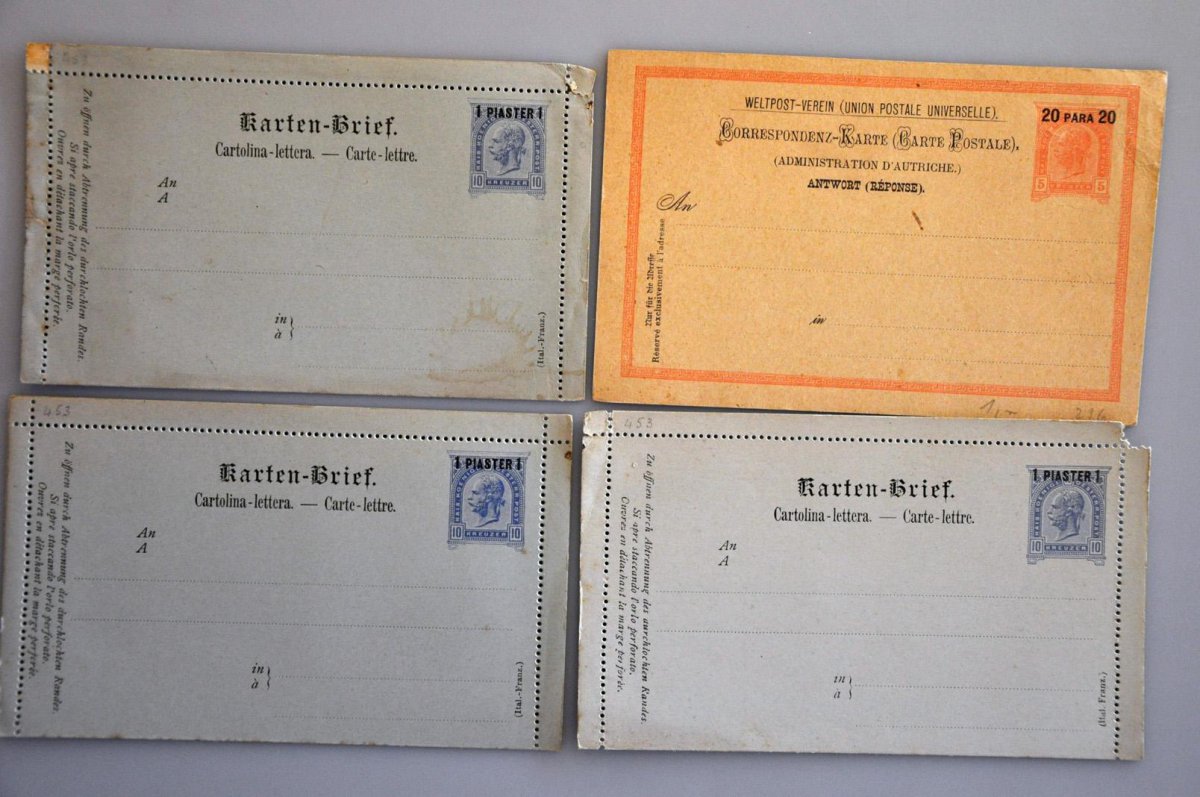 453
Karten-Brief.
Cartolina-lettera. — Carte-lettre.
1 PIASTER 1
10 KREUZER 10
An
A
in
à
(Ital.-Franz.)
Zu öffnen durch Abtrennung des durchlochten Randes.
Si apre staccando l'orlo perforato.
Ouvrez en détachant la marge perforée.
WELTPOST-VEREIN (UNION POSTALE UNIVERSELLE).
CORRESPONDENZ-KARTE (CARTE POSTALE),
(ADMINISTRATION D'AUTRICHE.)
ANTWORT (RÉPONSE).
20 PARA 20
5 5
An
in
Nur für die Adresse
Réservé exclusivement à l'adresse
453
Karten-Brief.
Cartolina-lettera. — Carte-lettre.
1 PIASTER 1
10 KREUZER 10
An
A
in
à
(Ital.-Franz.)
Zu öffnen durch Abtrennung des durchlochten Randes.
Si apre staccando l'orlo perforato.
Ouvrez en détachant la marge perforée.
453
Karten-Brief.
Cartolina-lettera. — Carte-lettre.
1 PIASTER 1
10 KREUZER 10
An
A
in
à
(Ital. Franz.)
Zu öffnen durch Abtrennung des durchlochten Randes.
Si apre staccando l'orlo perforato.
Ouvrez en détachant la marge perforée.